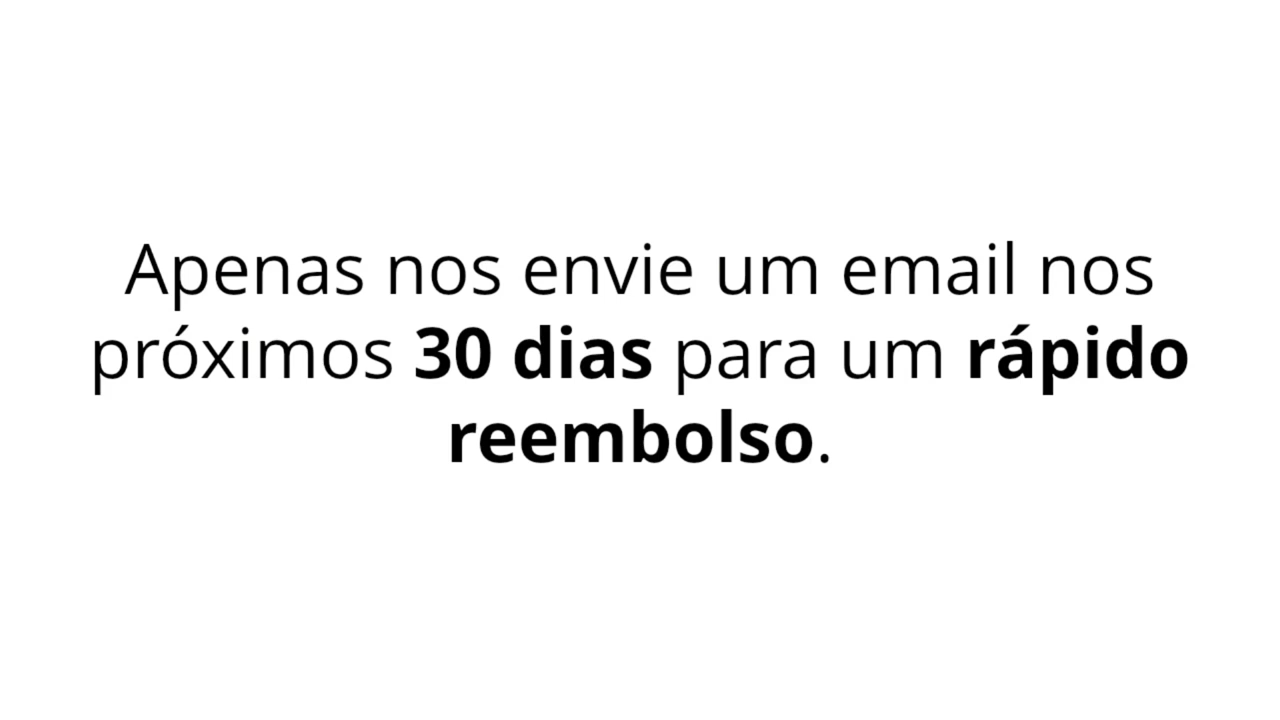 Apenas nos envie um email nos
próximos 30 dias para um rápido
reembolso.